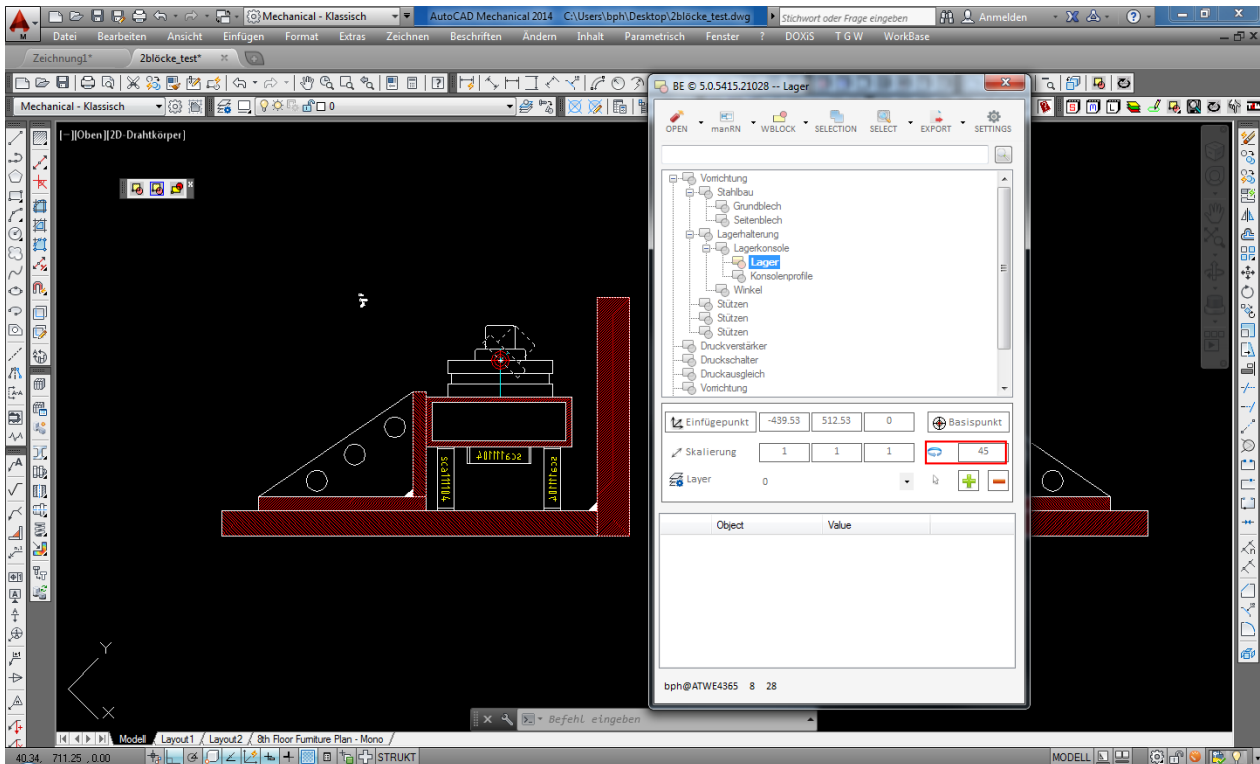 Mechanical - Klassisch
AutoCAD Mechanical 2014 C:\Users\bph\Desktop\2blöcke_test.dwg
Stichwort oder Frage eingeben
Anmelden
Datei Bearbeiten Ansicht Einfügen Format Extras Zeichnen Beschriften Ändern Inhalt Parametrisch Fenster ? DOXiS T G W WorkBase
Zeichnung1* 2blöcke_test*
Mechanical - Klassisch
0
[-][Oben][2D-Drahtkörper]
BE © 5.0.5415.21028 -- Lager
OPEN manRN WBLOCK SELECTION SELECT EXPORT SETTINGS
Vorrichtung
Stahlbau
Grundblech
Seitenblech
Lagerhalterung
Lagerkonsole
Lager
Konsolenprofile
Winkel
Stützen
Stützen
Stützen
Druckverstärker
Druckschalter
Druckausgleich
Vorrichtung
Einfügepunkt -439.53 512.53 0 Basispunkt
Skalierung 1 1 1 45
Layer 0
Object Value
bph@ATWE4365 8 28
Y
X
Befehl eingeben
Modell Layout1 Layout2 8th Floor Furniture Plan - Mono
40.34, 711.25 ,0.00 STRUKT MODELL